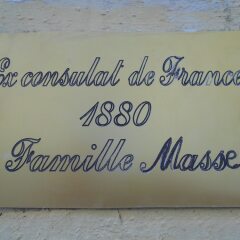 Ex consulat de France
1880
Famille Masse